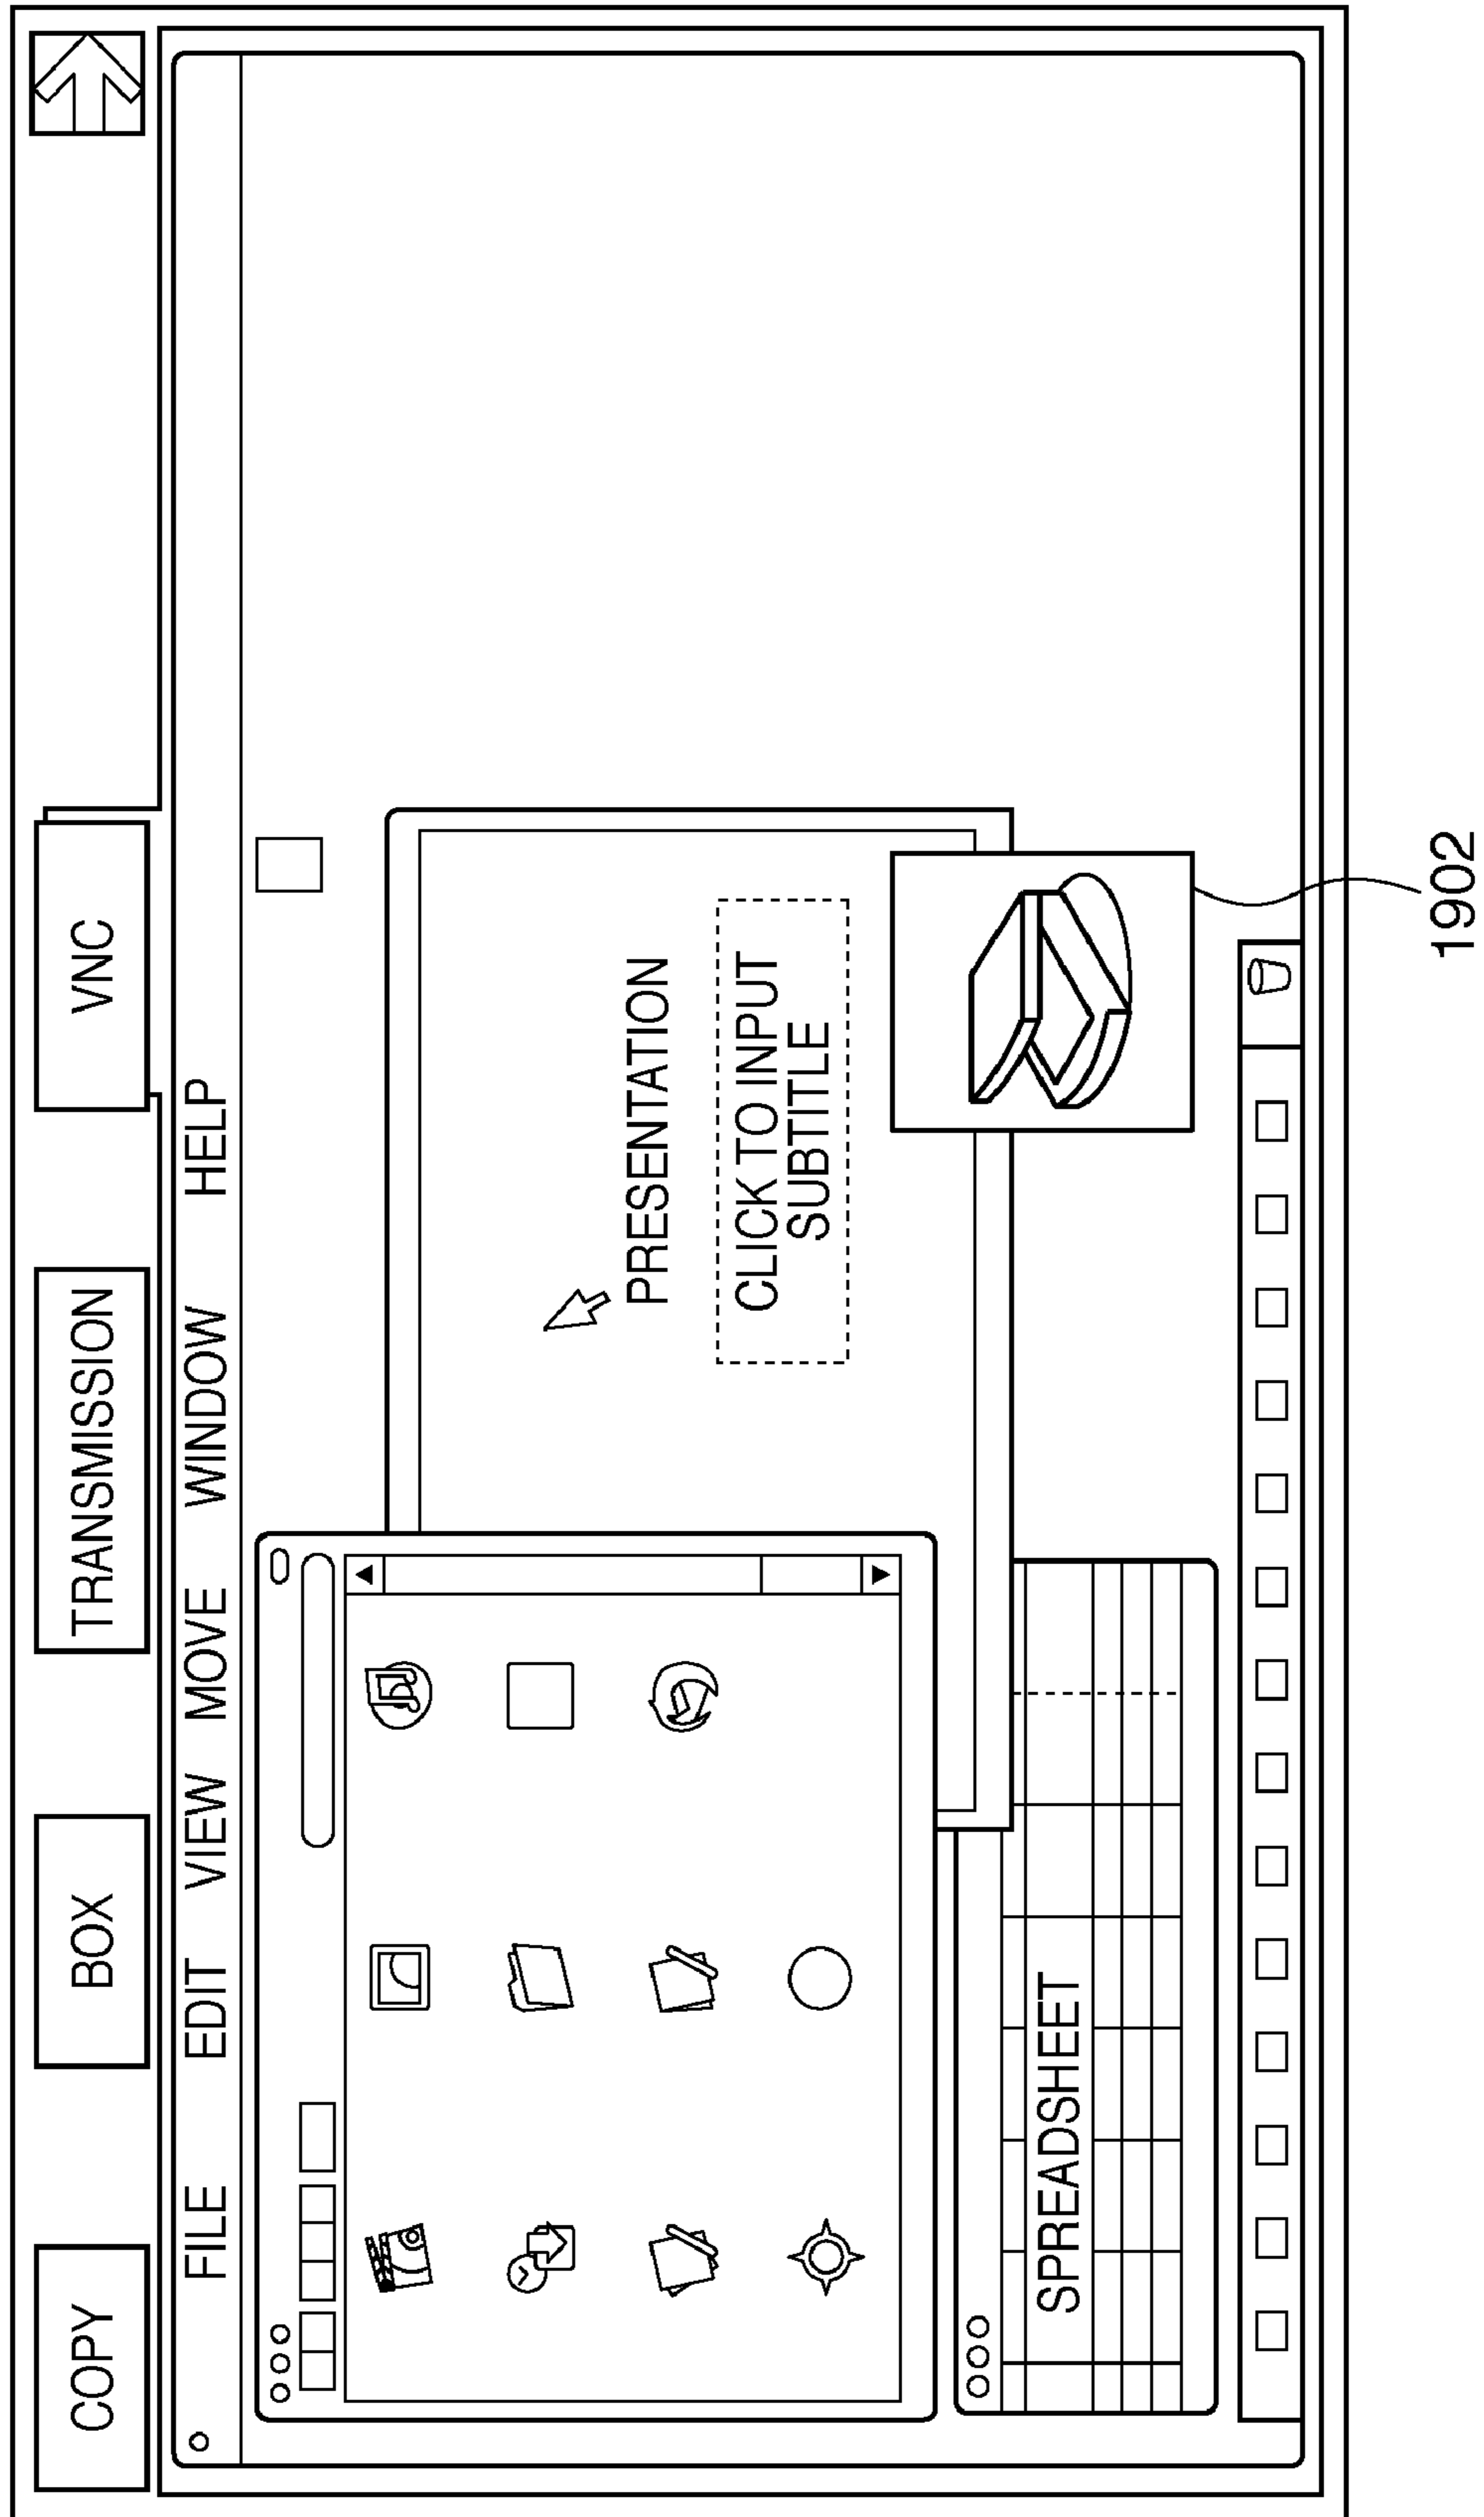 COPY
BOX
TRANSMISSION
VNC
FILE EDIT VIEW MOVE WINDOW HELP
PRESENTATION
CLICK TO INPUT
SUBTITLE
SPREADSHEET
1902